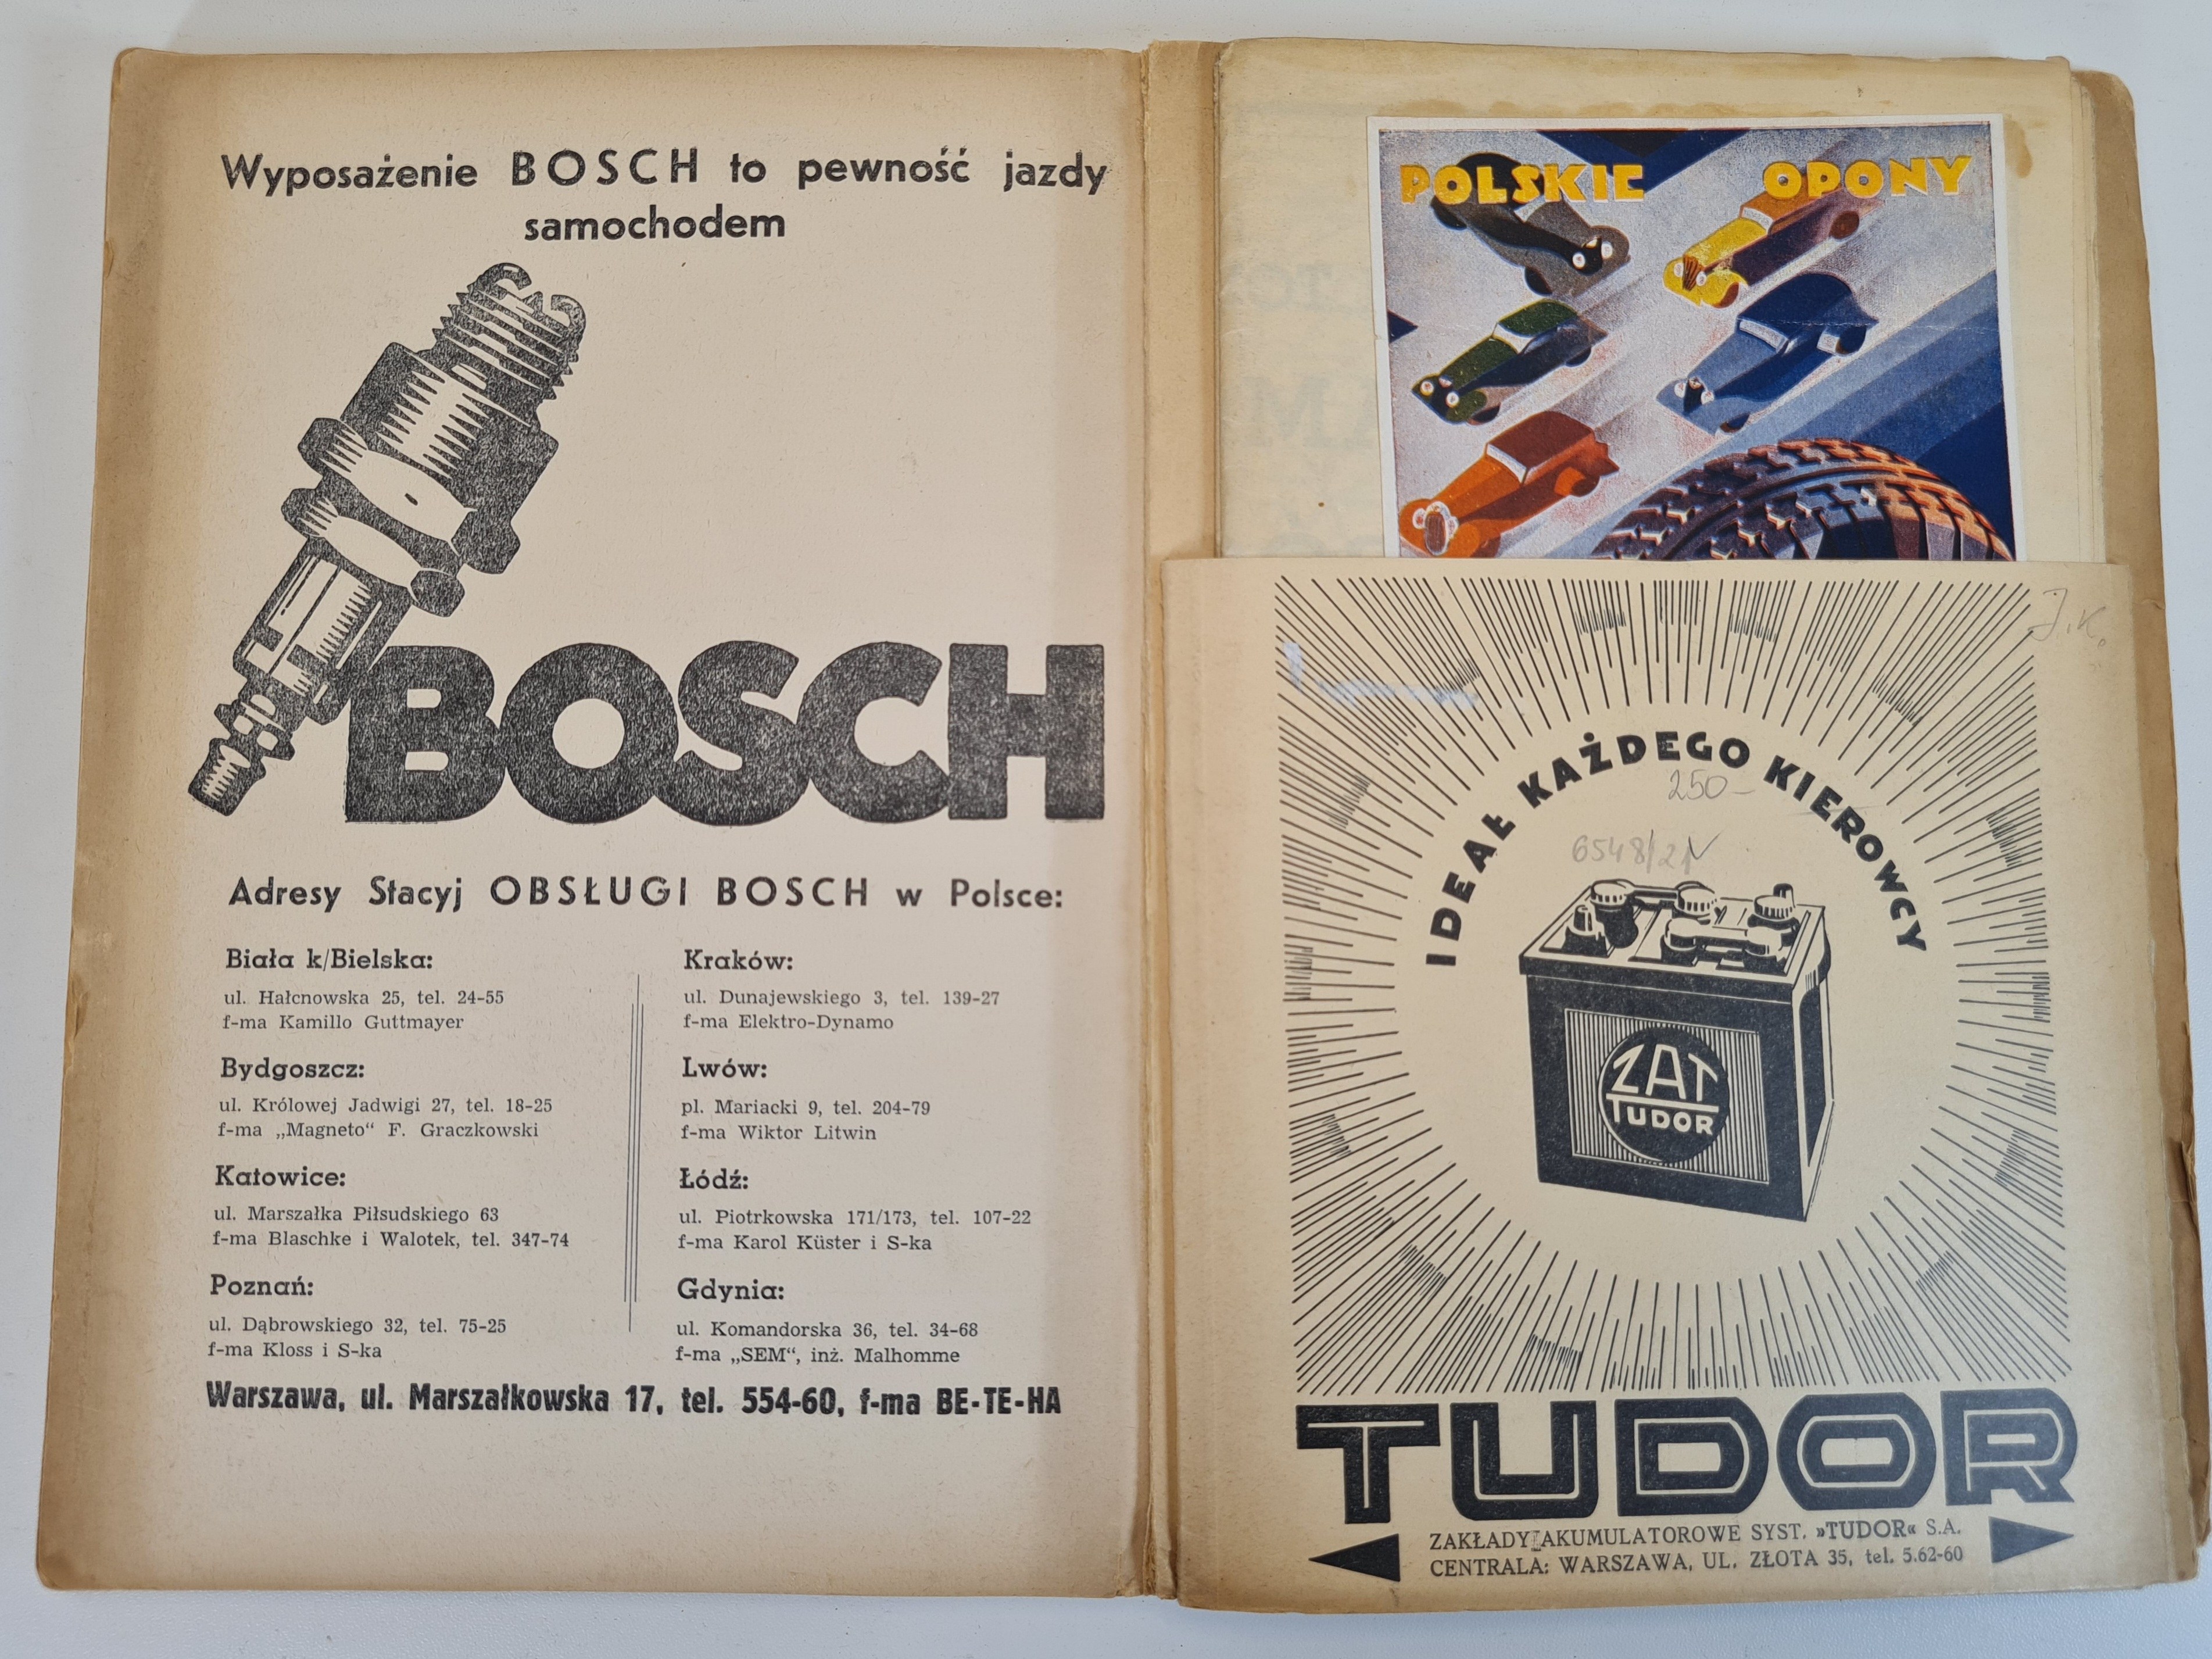 Wyposażenie BOSCH to pewność jazdy
samochodem
BOSCH
Adresy Stacyj OBSŁUGI BOSCH w Polsce:
Biała k/Bielska:
ul. Hałcnowska 25, tel. 24-55
f-ma Kamillo Guttmayer
Bydgoszcz:
ul. Królowej Jadwigi 27, tel. 18-25
f-ma „Magneto“ F. Graczkowski
Katowice:
ul. Marszałka Piłsudskiego 63
f-ma Blaschke i Walotek, tel. 347-74
Poznań:
ul. Dąbrowskiego 32, tel. 75-25
f-ma Kloss i S-ka
Kraków:
ul. Dunajewskiego 3, tel. 139-27
f-ma Elektro-Dynamo
Lwów:
pl. Mariacki 9, tel. 204-79
f-ma Wiktor Litwin
Łódź:
ul. Piotrkowska 171/173, tel. 107-22
f-ma Karol Küster i S-ka
Gdynia:
ul. Komandorska 36, tel. 34-68
f-ma „SEM“, inż. Malhomme
Warszawa, ul. Marszałkowska 17, tel. 554-60, f-ma BE-TE-HA
POLSKIE OPONY
J.K.
IDEAŁ KAŻDEGO KIEROWCY
250-
6548/21
ZAT
TUDOR
TUDOR
ZAKŁADY AKUMULATOROWE SYST. »TUDOR« S.A.
CENTRALA: WARSZAWA, UL. ZŁOTA 35, tel. 5.62-60